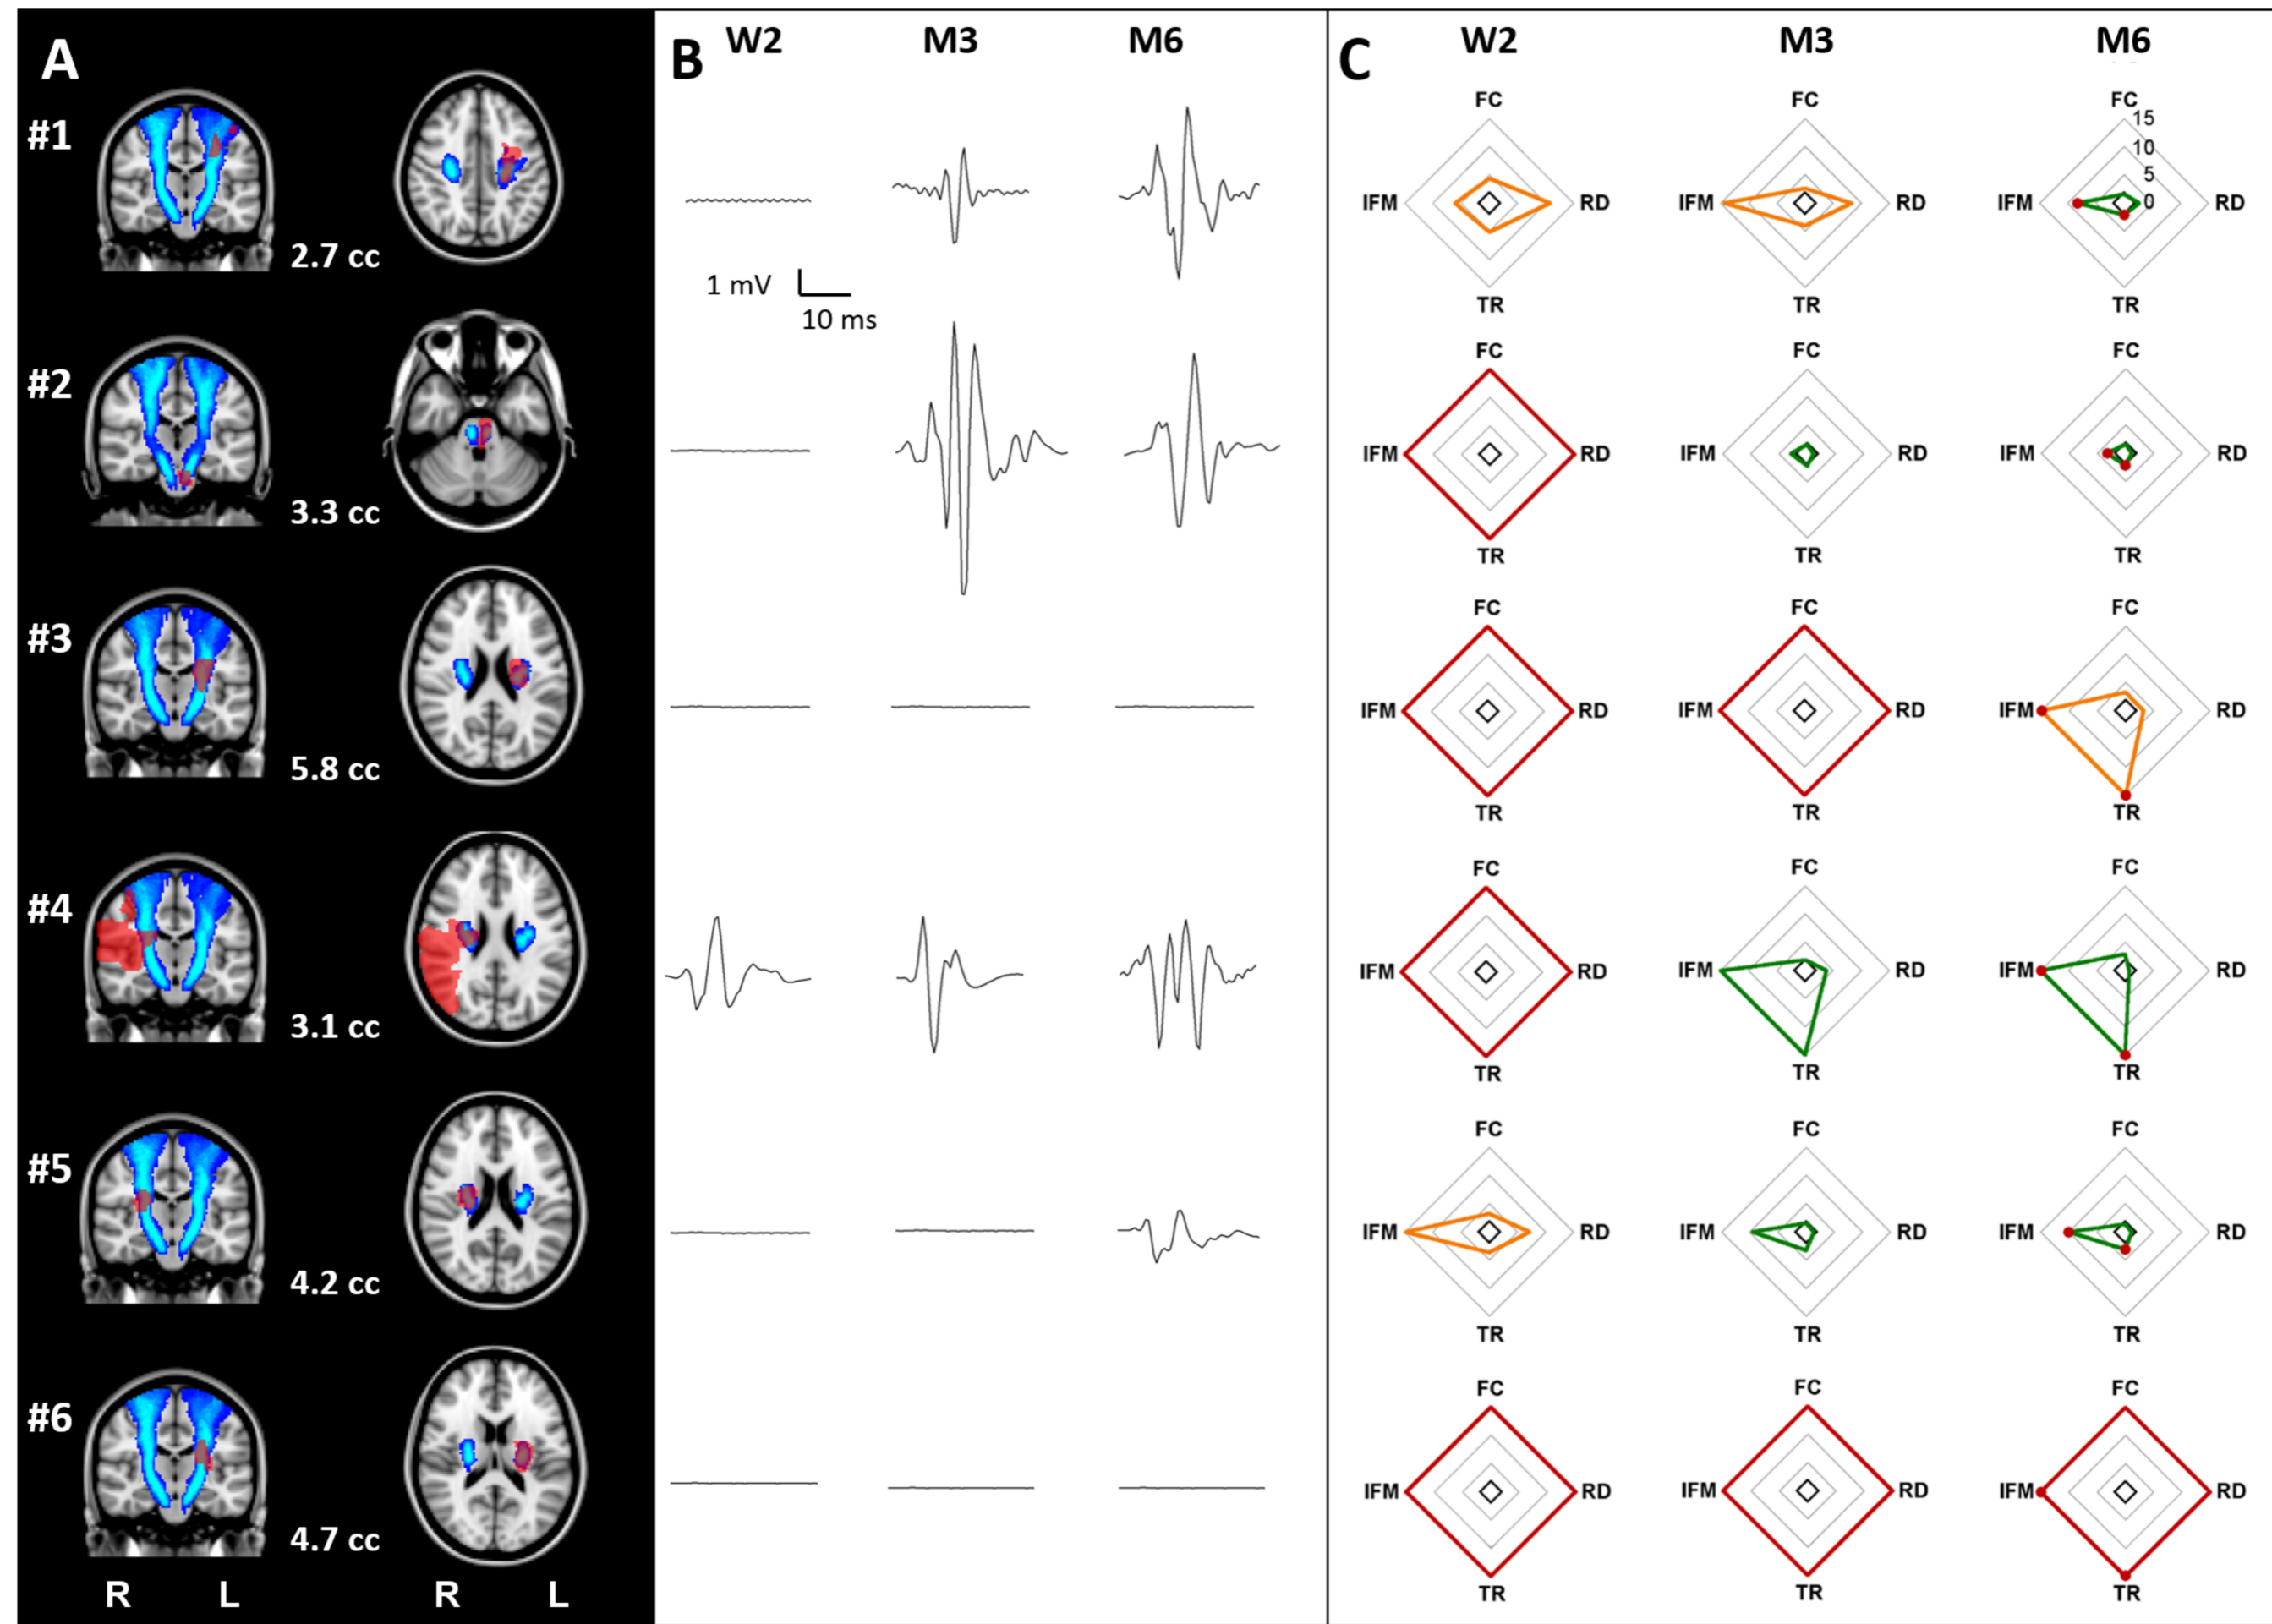 A
B W2 M3 M6
C W2 M3 M6
#1
2.7 cc
1 mV
10 ms
FC FC FC
15
10
5
0
IFM RD IFM RD IFM RD
TR TR TR
#2
3.3 cc
FC FC FC
IFM RD IFM RD IFM RD
TR TR TR
#3
5.8 cc
FC FC FC
IFM RD IFM RD IFM RD
TR TR TR
#4
3.1 cc
FC FC FC
IFM RD IFM RD IFM RD
TR TR TR
#5
4.2 cc
FC FC FC
IFM RD IFM RD IFM RD
TR TR TR
#6
4.7 cc
FC FC FC
IFM RD IFM RD IFM RD
TR TR TR
R L R L